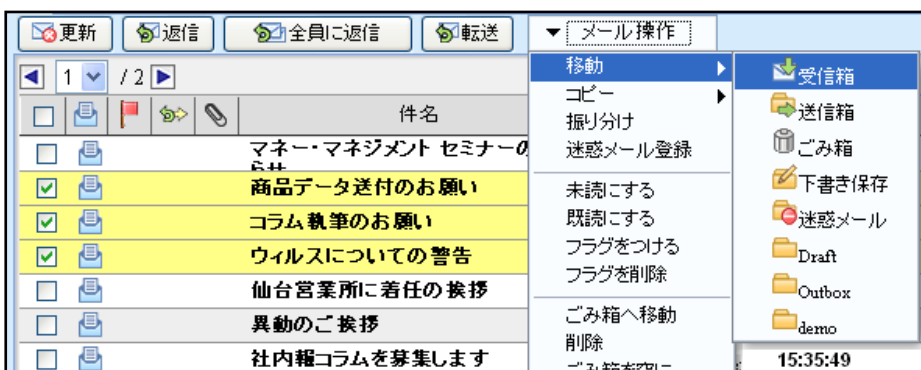 更新 返信 全員に返信 転送 ▼ メール操作
1 / 2
件名
マネー・マネジメント セミナーの
商品データ送付のお願い
コラム執筆のお願い
ウィルスについての警告
仙台営業所に着任の挨拶
異動のご挨拶
社内報コラムを募集します
移動
コピー
振り分け
迷惑メール登録
未読にする
既読にする
フラグをつける
フラグを削除
ごみ箱へ移動
削除
ごみ箱を空に
受信箱
送信箱
ごみ箱
下書き保存
迷惑メール
Draft
Outbox
demo
15:35:49